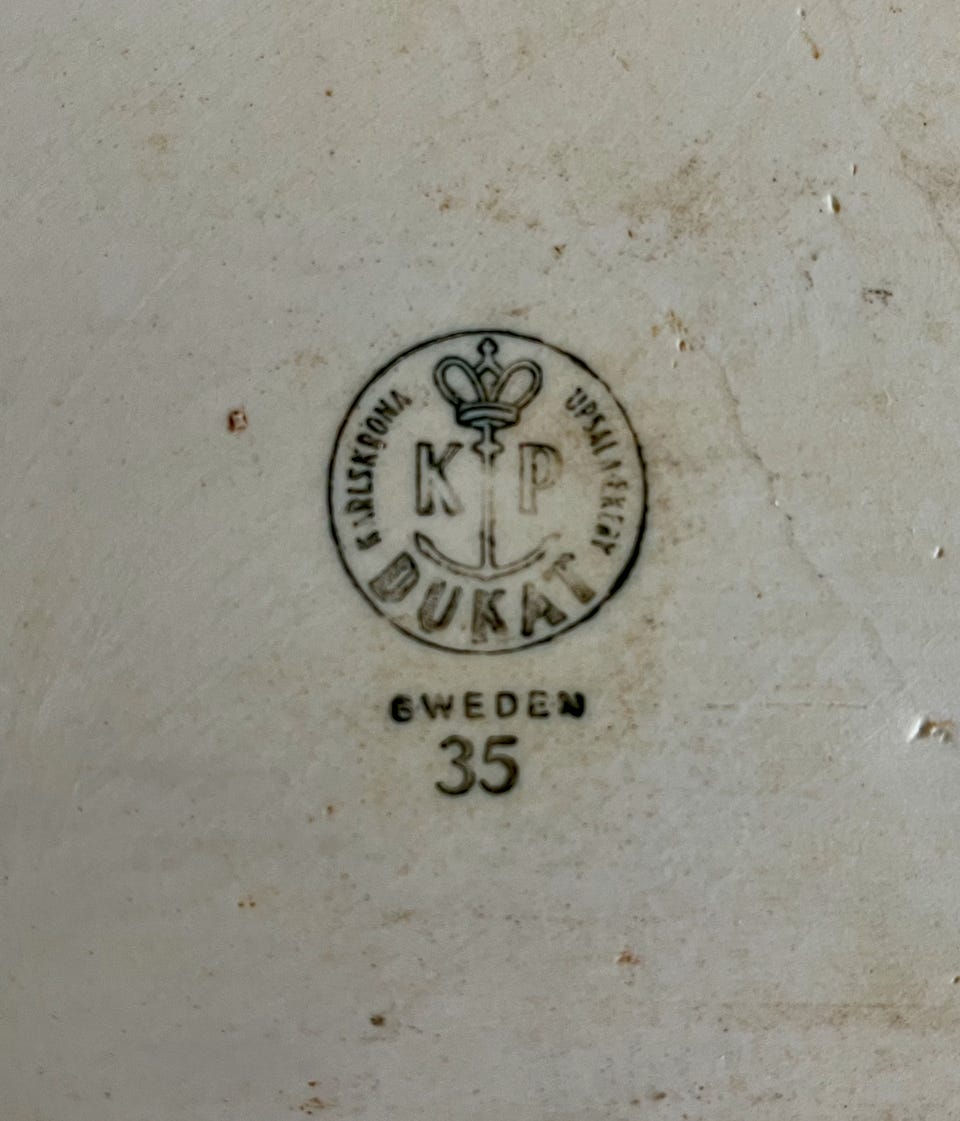 KARLSKRONA
UPSALA-EKEBY
K P
DUKAT
SWEDEN
35